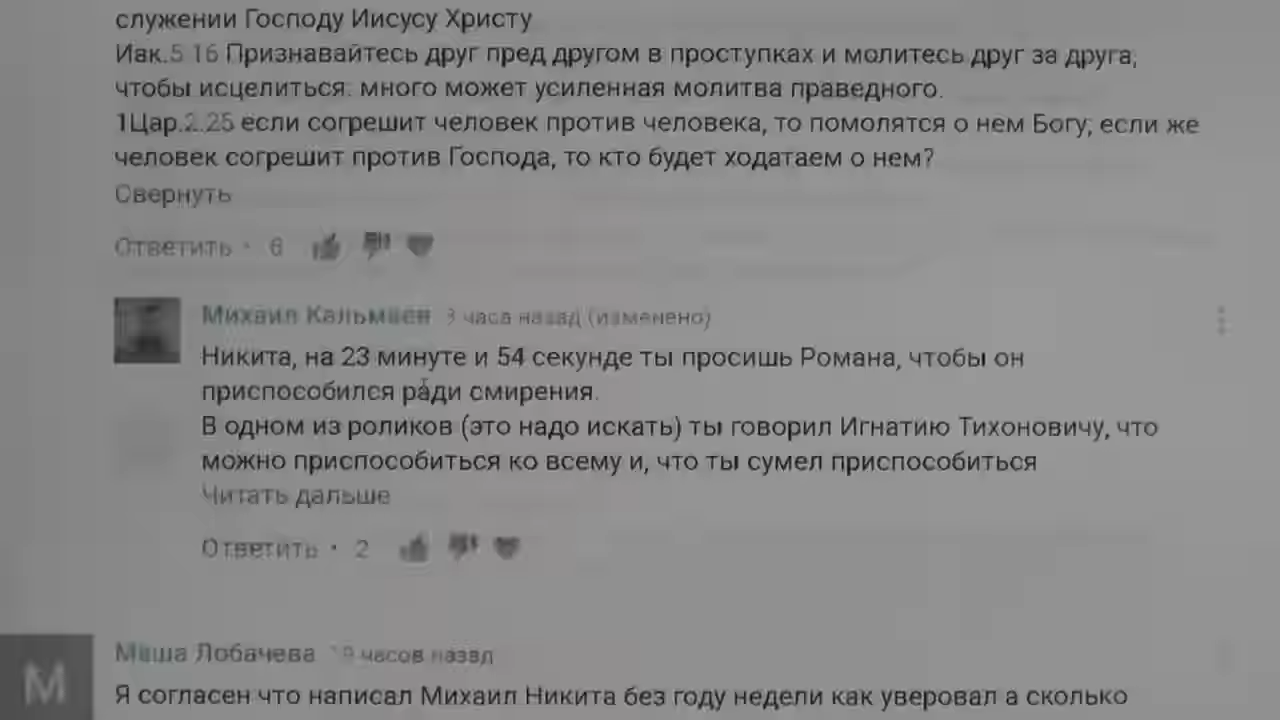 служении Господу Иисусу Христу
Иак.5 16 Признавайтесь друг пред другом в проступках и молитесь друг за друга,
чтобы исцелиться: много может усиленная молитва праведного.
1Цар.2.25 если согрешит человек против человека, то помолятся о нем Богу; если же
человек согрешит против Господа, то кто будет ходатаем о нем?
Свернуть
Ответить · 6
Михаил Кальмаен 3 часа назад (изменено)
Никита, на 23 минуте и 54 секунде ты просишь Романа, чтобы он
приспособился ради смирения.
В одном из роликов (это надо искать) ты говорил Игнатию Тихоновичу, что
можно приспособиться ко всему и, что ты сумел приспособиться
Читать дальше
Ответить · 2
М
Маша Лобачева 19 часов назад
Я согласен что написал Михаил Никита без году недели как уверовал а сколько